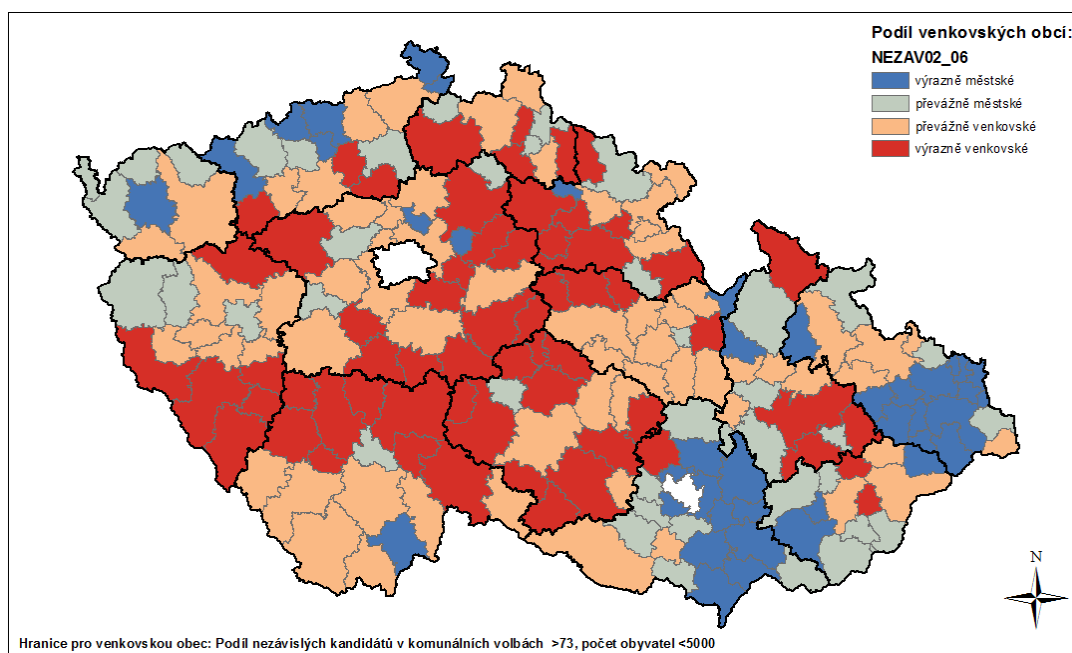 Podíl venkovských obcí:
NEZAV02_06
výrazně městské
převážně městské
převážně venkovské
výrazně venkovské
N
Hranice pro venkovskou obec: Podíl nezávislých kandidátů v komunálních volbách >73, počet obyvatel <5000